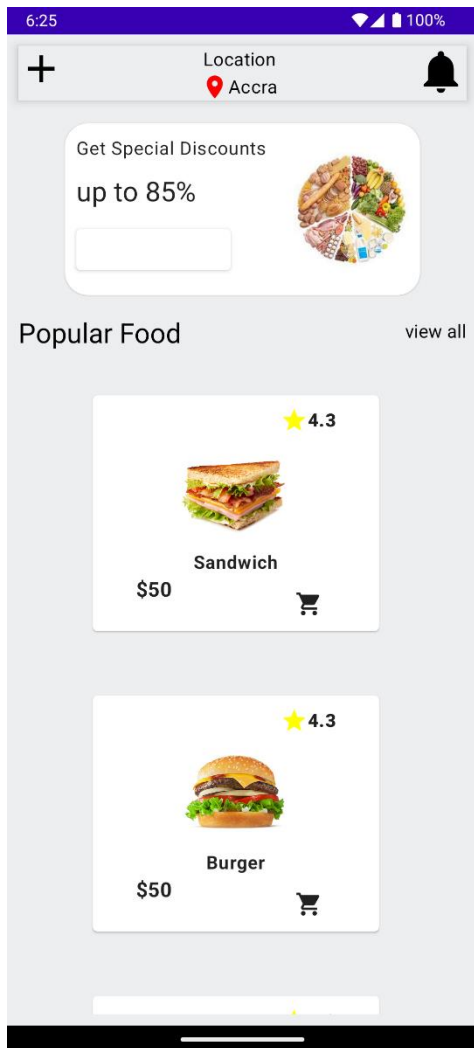 6:25 100%
Location
Accra
Get Special Discounts
up to 85%
Popular Food view all
4.3
Sandwich
$50
4.3
Burger
$50